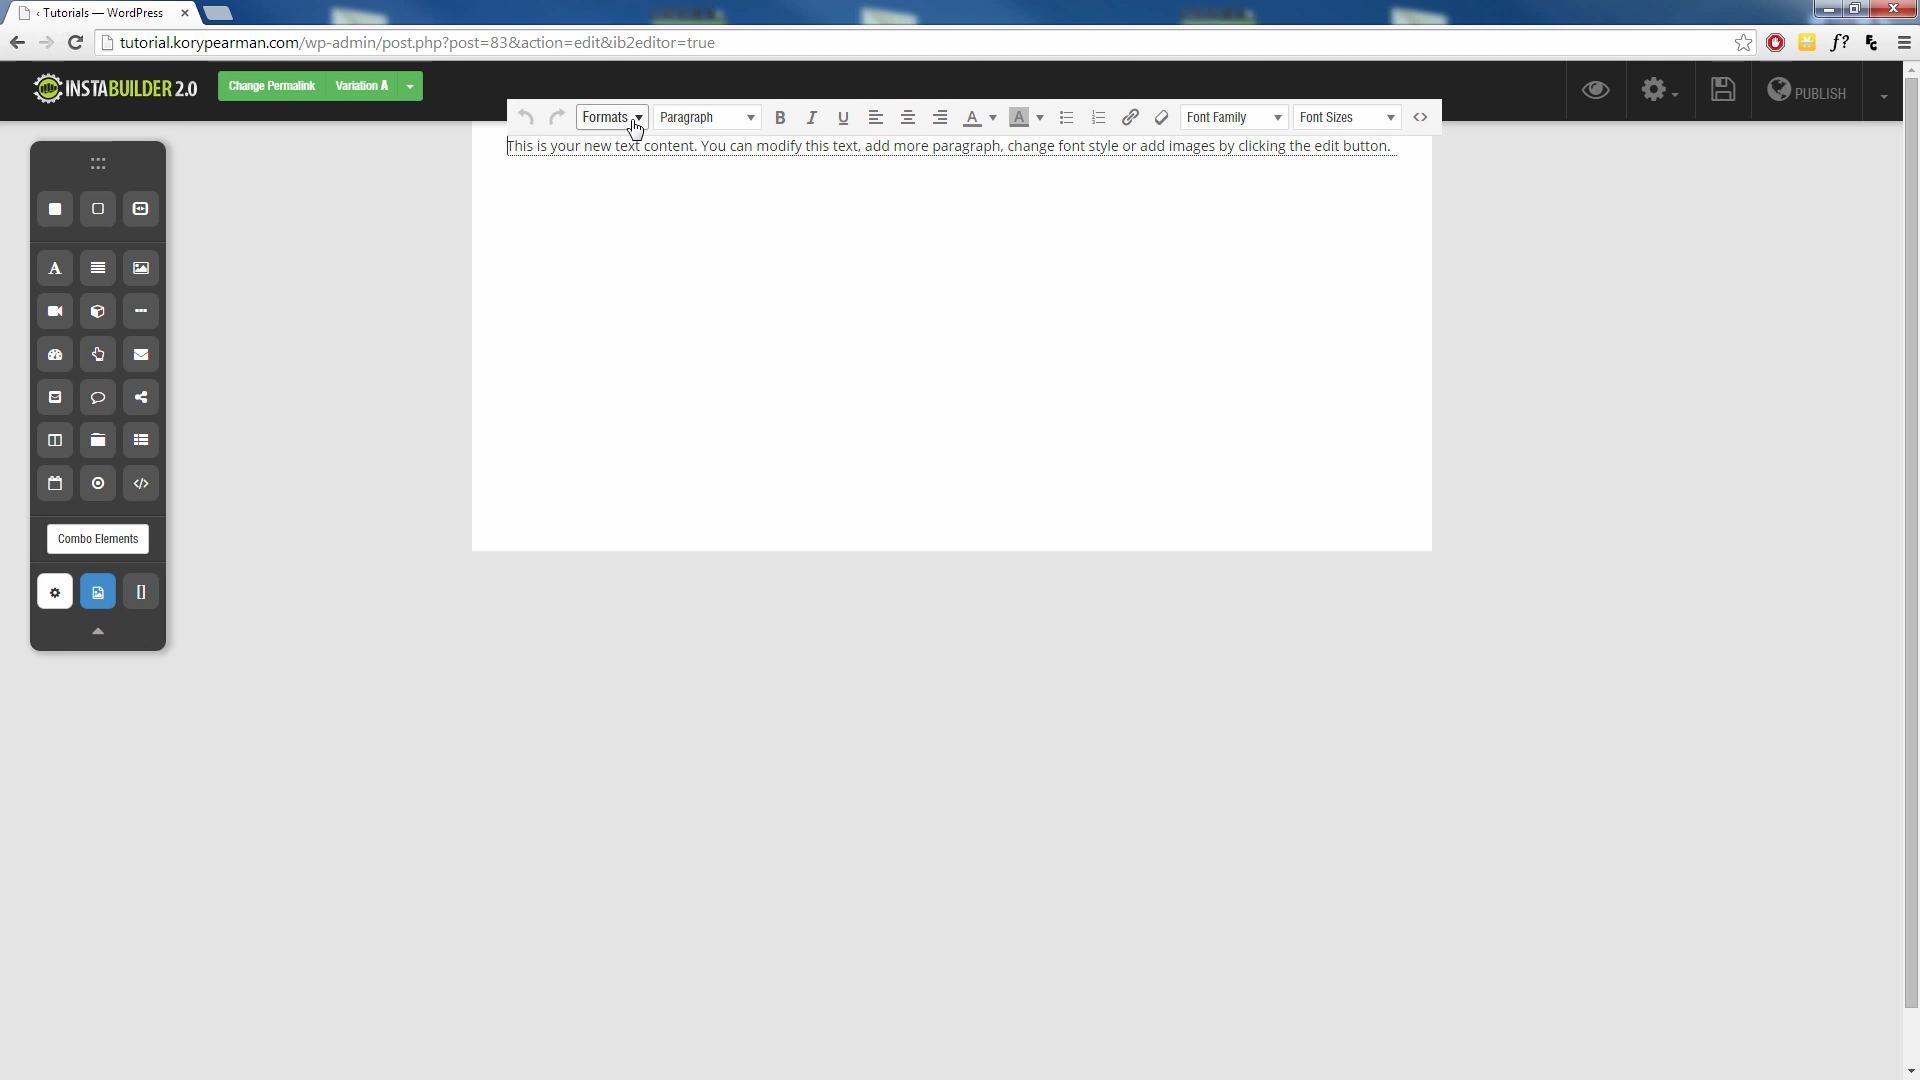 ‹ Tutorials — WordPress
tutorial.korypearman.com/wp-admin/post.php?post=83&action=edit&ib2editor=true
f?
INSTABUILDER 2.0
Change Permalink
Variation A
PUBLISH
Formats
Paragraph
B
I
U
A
A
Font Family
Font Sizes
<>
This is your new text content. You can modify this text, add more paragraph, change font style or add images by clicking the edit button.
A
</>
Combo Elements
[]